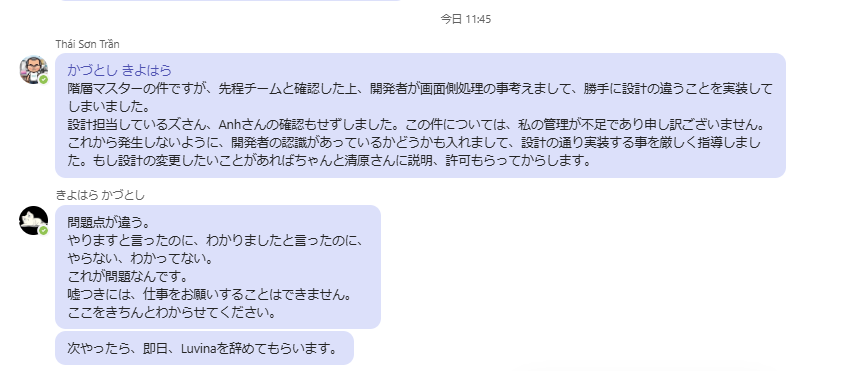 今日 11:45
Thái Sơn Trần
かづとし きよはら
階層マスターの件ですが、先程チームと確認した上、開発者が画面側処理の事考えまして、勝手に設計の違うことを実装して
しまいました。
設計担当しているズさん、Anhさんの確認もせずしました。この件については、私の管理が不足であり申し訳ございません。
これから発生しないように、開発者の認識があっているかどうかも入れまして、設計の通り実装する事を厳しく指導しまし
た。もし設計の変更したいことがあればちゃんと清原さんに説明、許可もらってからします。
きよはら かづとし
問題点が違う。
やりますと言ったのに、わかりましたと言ったのに、
やらない、わかってない。
これが問題なんです。
嘘つきには、仕事をお願いすることはできません。
ここをきちんとわからせてください。
次やったら、即日、Luvinaを辞めてもらいます。